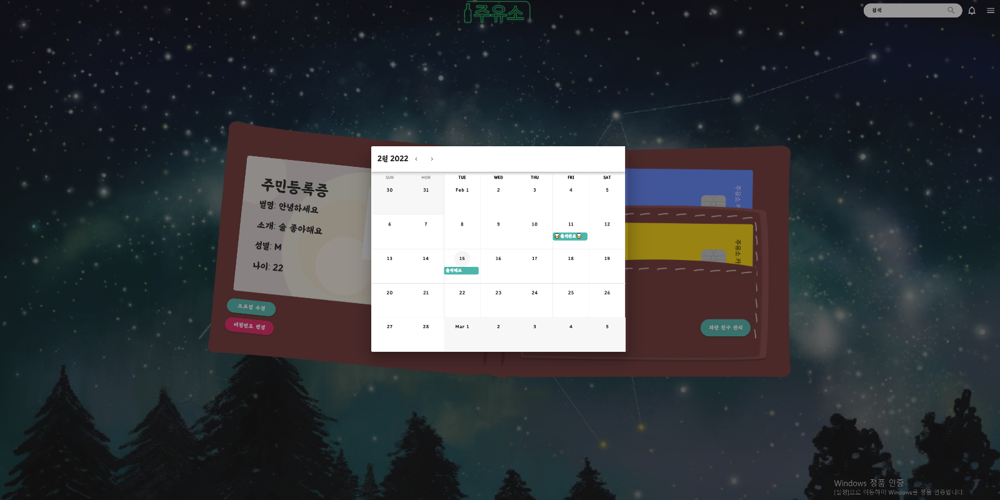 주유소
검색
2월 2022
SUN MON TUE WED THU FRI SAT
30 31 Feb 1 2 3 4 5
6 7 8 9 10 11 12
🍺출석완료🍺
13 14 15 16 17 18 19
출석체크
20 21 22 23 24 25 26
27 28 Mar 1 2 3 4 5
주민등록증
별명: 안녕하세요
소개: 술 좋아해요
성별: M
나이: 22
프로필 수정
비밀번호 변경
주유소 카
주유소 카
차단 친구 관리
Windows 정품 인증
[설정]으로 이동하여 Windows를 정품 인증합니다.